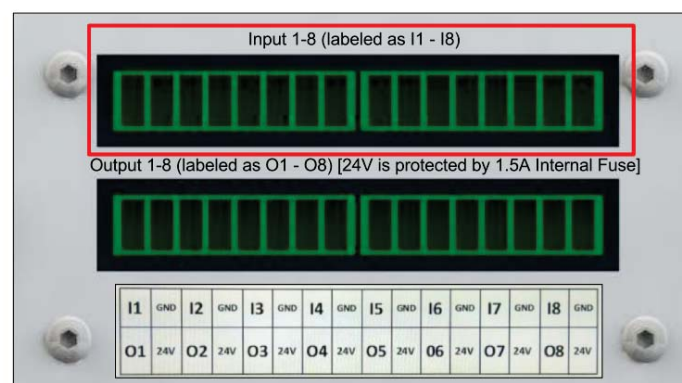 Input 1-8 (labeled as I1 - I8)
Output 1-8 (labeled as O1 - O8) [24V is protected by 1.5A Internal Fuse]
I1 GND I2 GND I3 GND I4 GND I5 GND I6 GND I7 GND I8 GND
O1 24V O2 24V O3 24V O4 24V O5 24V 06 24V O7 24V O8 24V